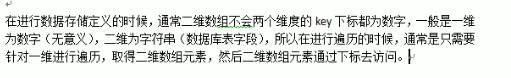 在进行数据存储定义的时候，通常二维数组不会两个维度的 key 下标都为数字，一般是一维
为数字（无意义），二维为字符串（数据库表字段），所以在进行遍历的时候，通常是只需要
针对一维进行遍历，取得二维数组元素，然后二维数组元素通过下标去访问。